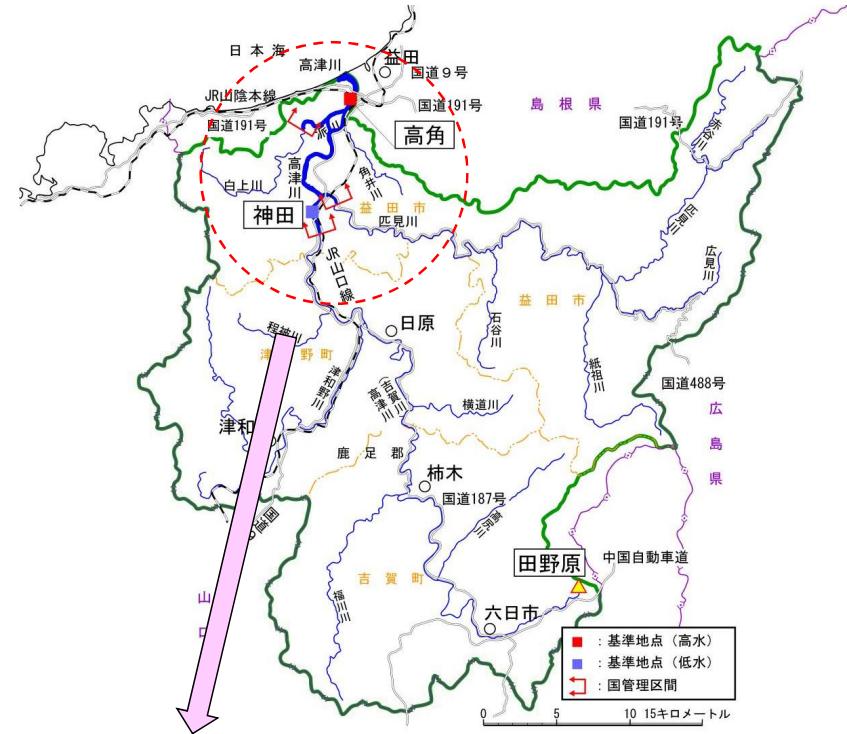 日本海
高津川
益田
国道９号
JR山陰本線
国道191号
国道191号
島根県
国道191号
赤谷川
派川
高角
高津川
角井川
白上川
神田
益田市
匹見川
匹見川
広見川
JR山口線
益田市
石谷川
紙祖川
程神川
日原
津
野町
津和野川
高津川
(吉賀川)
横道川
国道488号
広島県
津和
鹿足郡
柿木
国道187号
高尻川
国道
田野原
中国自動車道
吉賀町
山
口
六日市
：基準地点（高水）
：基準地点（低水）
：国管理区間
0 5 10 15キロメートル